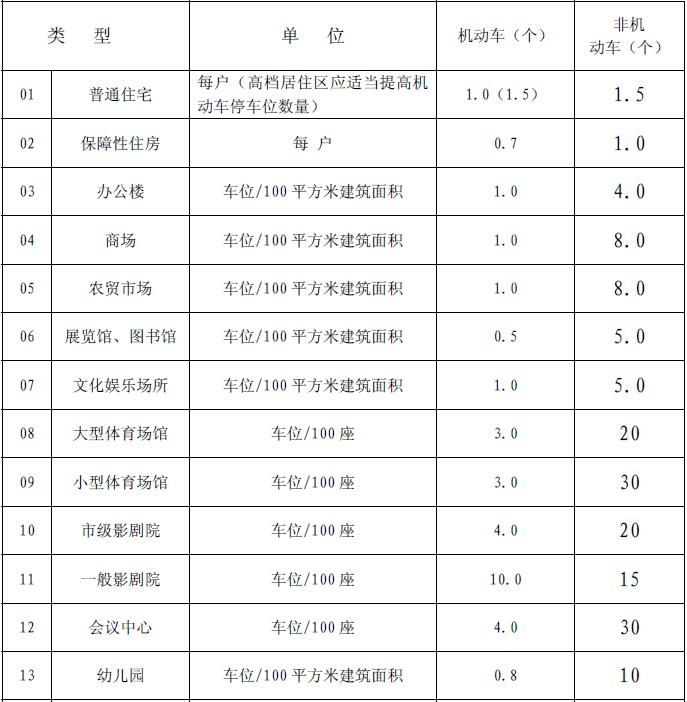 类 型 单 位 机动车（个） 非机
动车（个）
01 普通住宅 每户（高档居住区应适当提高机
动车停车位数量） 1.0（1.5） 1.5
02 保障性住房 每 户 0.7 1.0
03 办公楼 车位/100 平方米建筑面积 1.0 4.0
04 商场 车位/100 平方米建筑面积 1.0 8.0
05 农贸市场 车位/100 平方米建筑面积 1.0 8.0
06 展览馆、图书馆 车位/100 平方米建筑面积 0.5 5.0
07 文化娱乐场所 车位/100 平方米建筑面积 1.0 5.0
08 大型体育场馆 车位/100 座 3.0 20
09 小型体育场馆 车位/100 座 3.0 30
10 市级影剧院 车位/100 座 4.0 20
11 一般影剧院 车位/100 座 10.0 15
12 会议中心 车位/100 座 4.0 30
13 幼儿园 车位/100 平方米建筑面积 0.8 10